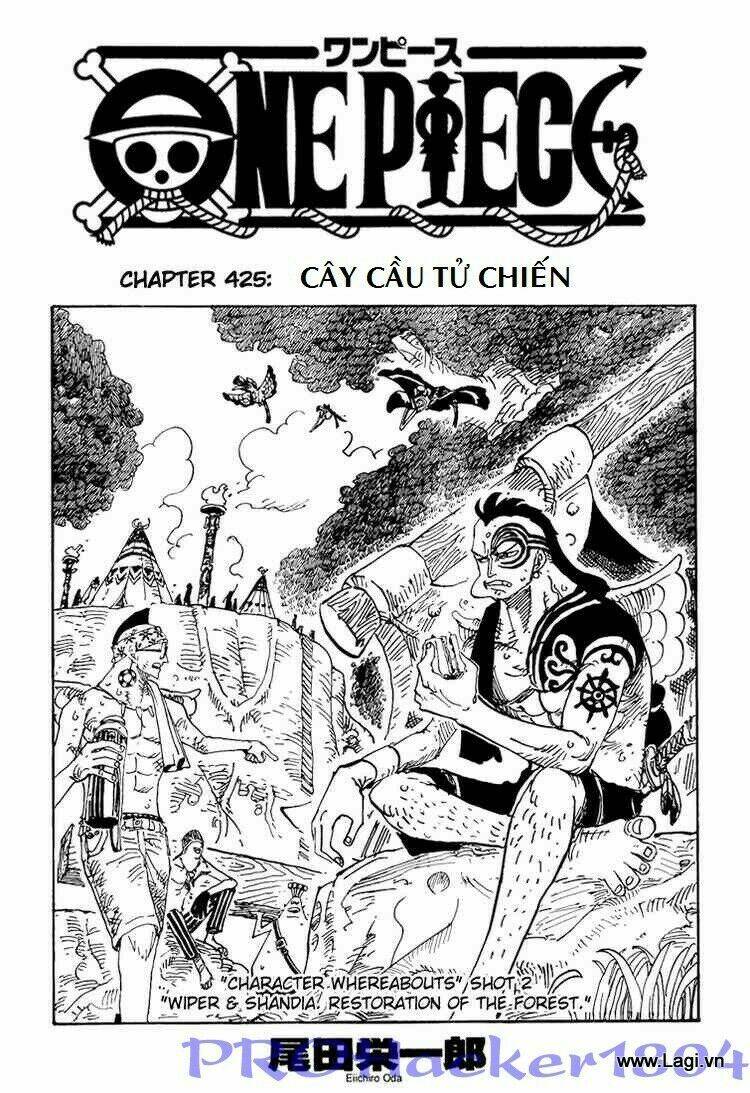 ワンピース
ONE PIECE
CHAPTER 425: CÂY CẦU TỬ CHIẾN
"CHARACTER WHEREABOUTS" SHOT 2
"WIPER & SHANDIA. RESTORATION OF THE FOREST."
尾田栄一郎
PROHacker1804
Eiichiro Oda
www.Lagi.vn